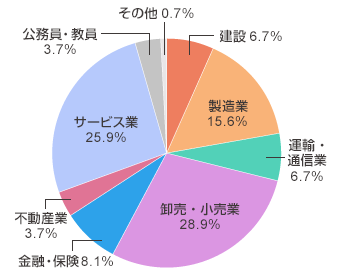 その他 0.7%
公務員・教員
3.7%
建設 6.7%
製造業
15.6%
運輸・
通信業
6.7%
卸売・小売業
28.9%
金融・保険 8.1%
不動産業
3.7%
サービス業
25.9%